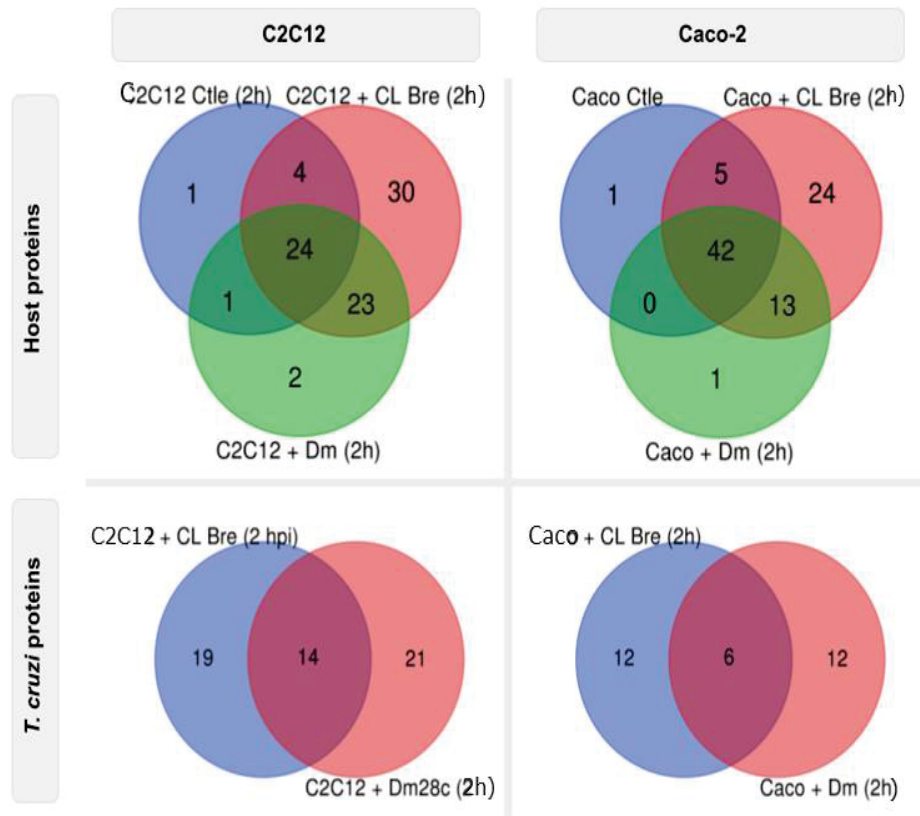 C2C12
Caco-2
Host proteins
C2C12 Ctle (2h)
C2C12 + CL Bre (2h)
1
4
30
24
1
23
2
C2C12 + Dm (2h)
Caco Ctle
Caco + CL Bre (2h)
1
5
24
42
0
13
1
Caco + Dm (2h)
T. cruzi proteins
C2C12 + CL Bre (2 hpi)
19
14
21
C2C12 + Dm28c (2h)
Caco + CL Bre (2h)
12
6
12
Caco + Dm (2h)